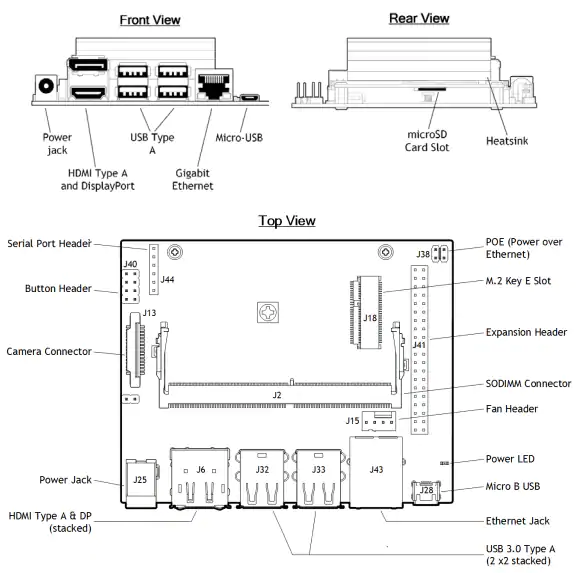 Front View
Rear View
Power
jack
USB Type
A
Micro-USB
HDMI Type A
and DisplayPort
Gigabit
Ethernet
microSD
Card Slot
Heatsink
Top View
Serial Port Header
J40
J44
Button Header
J13
Camera Connector
J38
POE (Power over
Ethernet)
M.2 Key E Slot
J18
J41
Expansion Header
SODIMM Connector
J2
Fan Header
J15
Power LED
Power Jack
J25
J6
J32
J33
J43
J28
Micro B USB
HDMI Type A & DP
(stacked)
Ethernet Jack
USB 3.0 Type A
(2 x2 stacked)